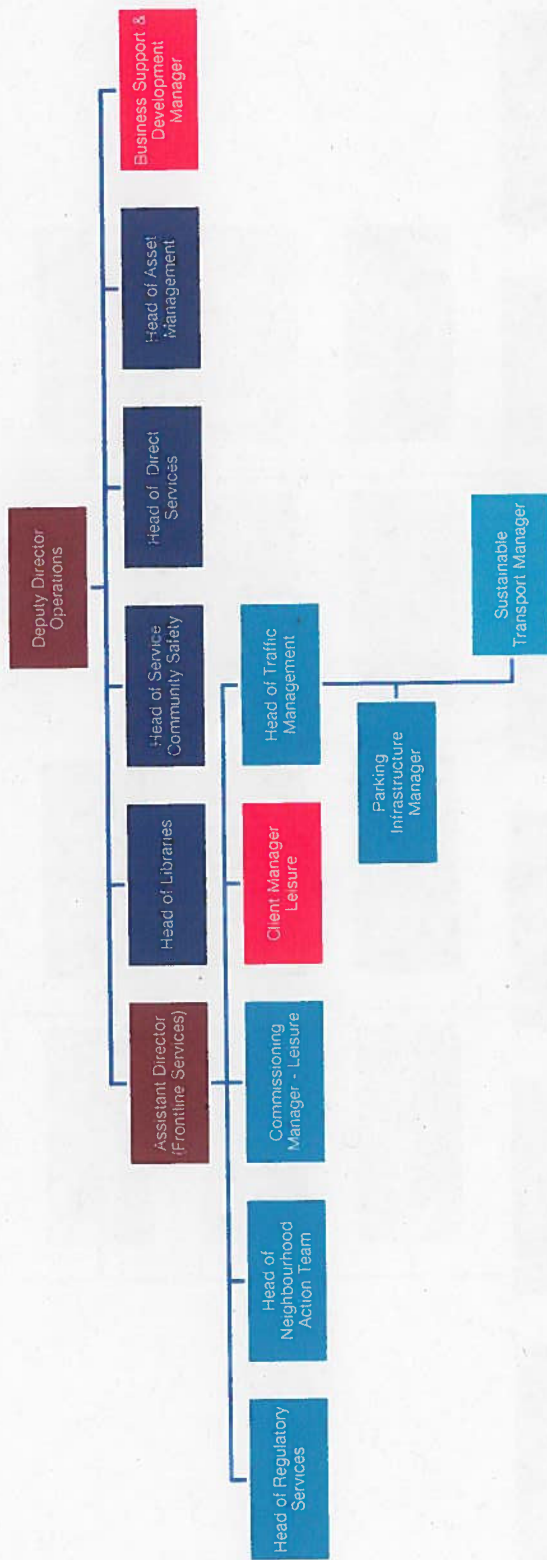 Deputy Director
Operations
Assistant Director
(Frontline Services)
Head of Libraries
Head of Service
Community Safety
Head of Direct
Services
Head of Asset
Management
Business Support &
Development
Manager
Head of Regulatory
Services
Head of
Neighbourhood
Action Team
Commissioning
Manager - Leisure
Client Manager
Leisure
Head of Traffic
Management
Parking
Infrastructure
Manager
Sustainable
Transport Manager